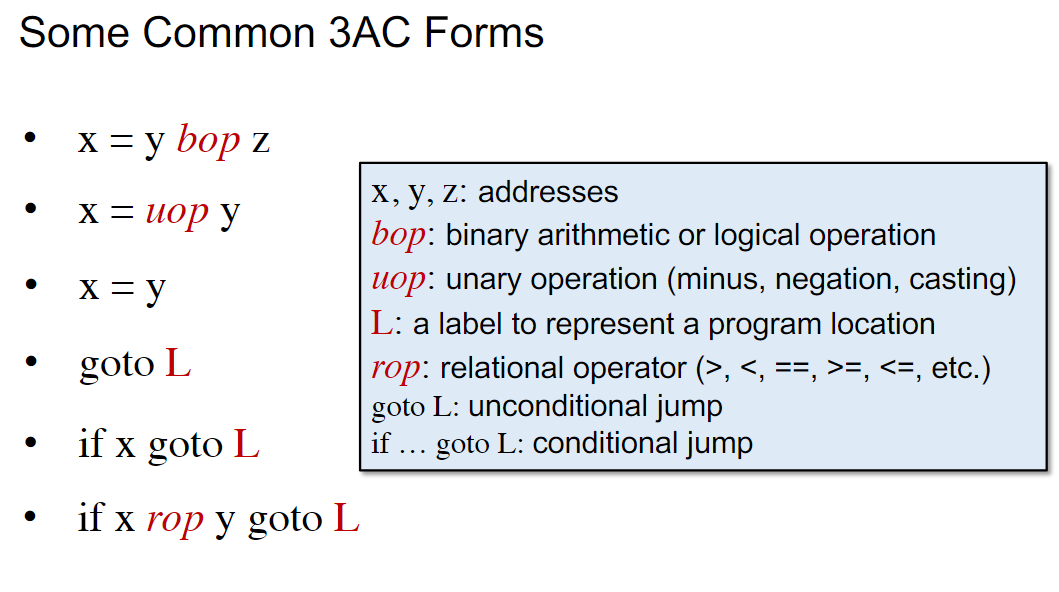 Some Common 3AC Forms
• x = y bop z
• x = uop y
• x = y
• goto L
• if x goto L
• if x rop y goto L
x, y, z: addresses
bop: binary arithmetic or logical operation
uop: unary operation (minus, negation, casting)
L: a label to represent a program location
rop: relational operator (>, <, ==, >=, <=, etc.)
goto L: unconditional jump
if … goto L: conditional jump